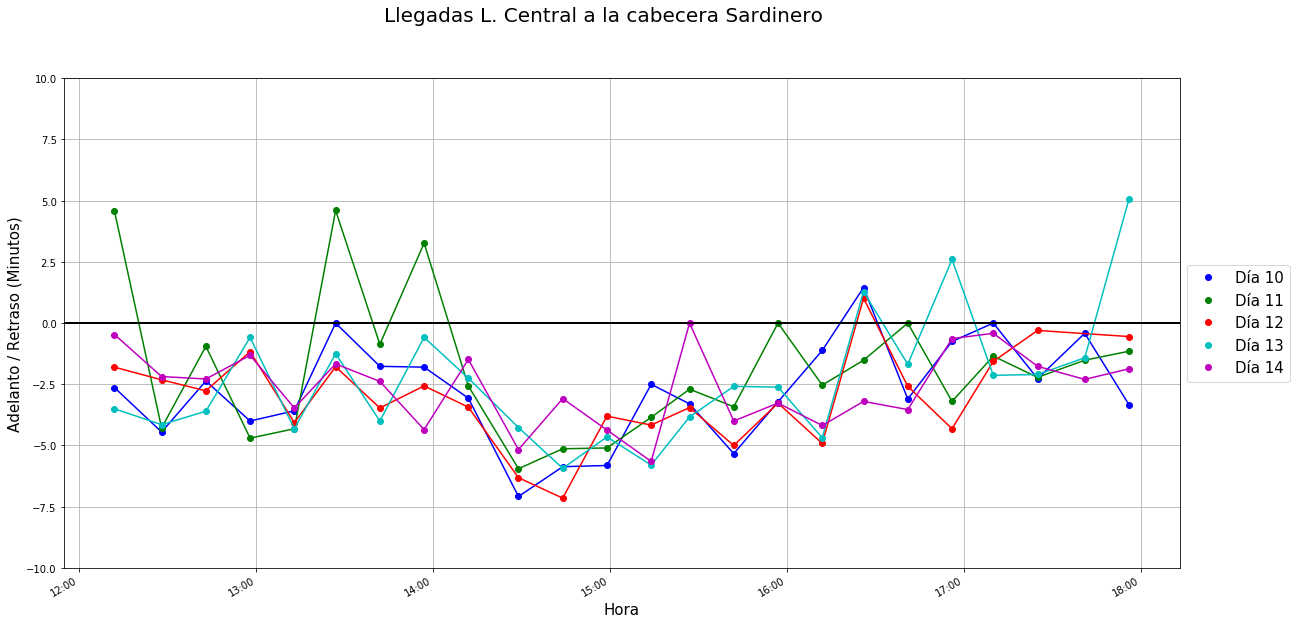 Llegadas L. Central a la cabecera Sardinero
Adelanto / Retraso (Minutos)
10.0
7.5
5.0
2.5
0.0
−2.5
−5.0
−7.5
−10.0
12:00
13:00
14:00
15:00
16:00
17:00
18:00
Hora
Día 10
Día 11
Día 12
Día 13
Día 14